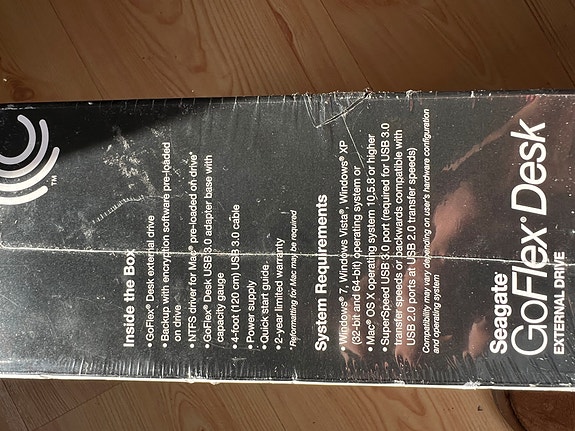 ™
Inside the Box
• GoFlex® Desk external drive
• Backup with encryption software pre-loaded
on drive
• NTFS driver for Mac® pre-loaded on drive*
• GoFlex® Desk USB 3.0 adapter base with
capacity gauge
• 4-foot (120 cm) USB 3.0 cable
• Power supply
• Quick start guide
• 2-year limited warranty
*Reformatting for Mac may be required
System Requirements
• Windows® 7, Windows Vista®, Windows® XP
(32-bit and 64-bit) operating system or
• Mac® OS X operating system 10.5.8 or higher
• SuperSpeed USB 3.0 port (required for USB 3.0
transfer speeds or backwards compatible with
USB 2.0 ports at USB 2.0 transfer speeds)
Compatibility may vary depending on user's hardware configuration
and operating system
Seagate®
GoFlex® Desk
EXTERNAL DRIVE